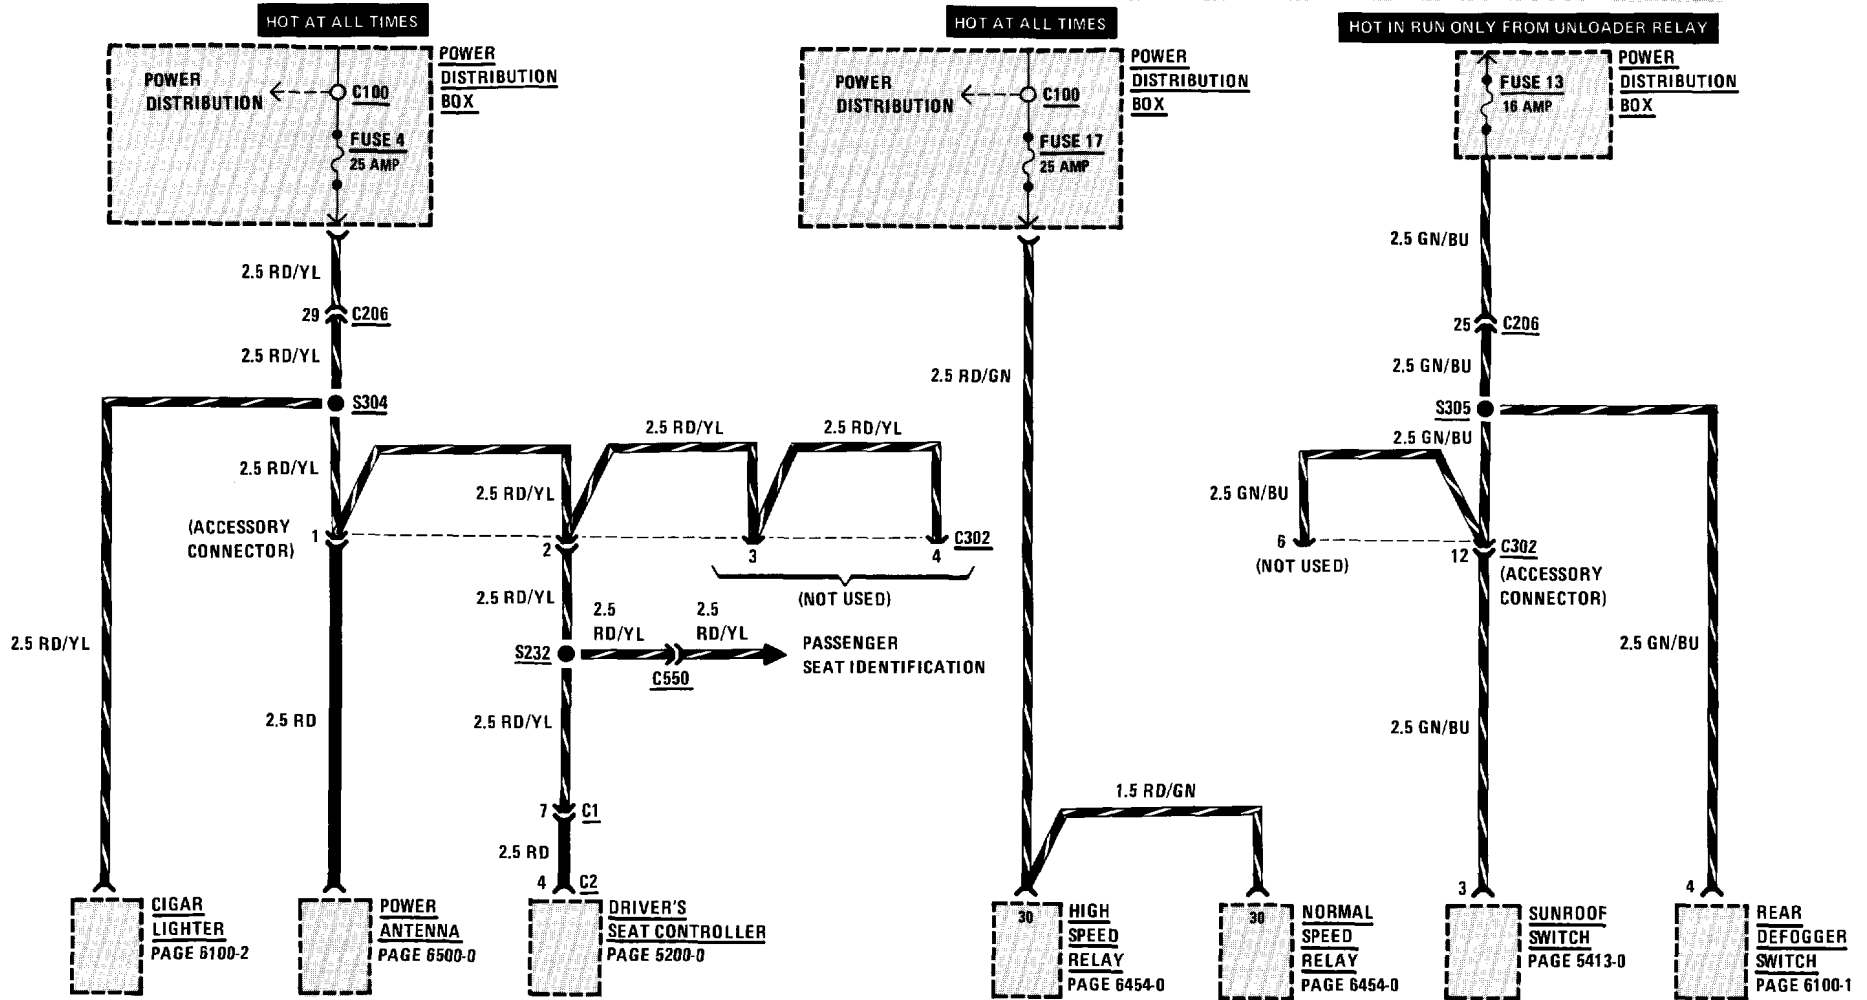 HOT AT ALL TIMES
POWER
DISTRIBUTION
C100
FUSE 4
25 AMP
POWER
DISTRIBUTION
BOX
2.5 RD/YL
29
C206
2.5 RD/YL
S304
2.5 RD/YL
2.5 RD/YL
2.5 RD/YL
2.5 RD/YL
(ACCESSORY
CONNECTOR)
1
2
3
4
C302
(NOT USED)
2.5 RD/YL
2.5
RD/YL
2.5
RD/YL
S232
C550
PASSENGER
SEAT IDENTIFICATION
2.5 RD/YL
2.5 RD
2.5 RD/YL
7
C1
2.5 RD
4
C2
CIGAR
LIGHTER
PAGE 6100-2
POWER
ANTENNA
PAGE 6500-0
DRIVER'S
SEAT CONTROLLER
PAGE 5200-0
HOT AT ALL TIMES
POWER
DISTRIBUTION
C100
FUSE 17
25 AMP
POWER
DISTRIBUTION
BOX
2.5 RD/GN
1.5 RD/GN
30
HIGH
SPEED
RELAY
PAGE 6454-0
30
NORMAL
SPEED
RELAY
PAGE 6454-0
HOT IN RUN ONLY FROM UNLOADER RELAY
FUSE 13
16 AMP
POWER
DISTRIBUTION
BOX
2.5 GN/BU
25
C206
2.5 GN/BU
S305
2.5 GN/BU
2.5 GN/BU
6
(NOT USED)
12
C302
(ACCESSORY
CONNECTOR)
2.5 GN/BU
2.5 GN/BU
3
4
SUNROOF
SWITCH
PAGE 5413-0
REAR
DEFOGGER
SWITCH
PAGE 6100-1